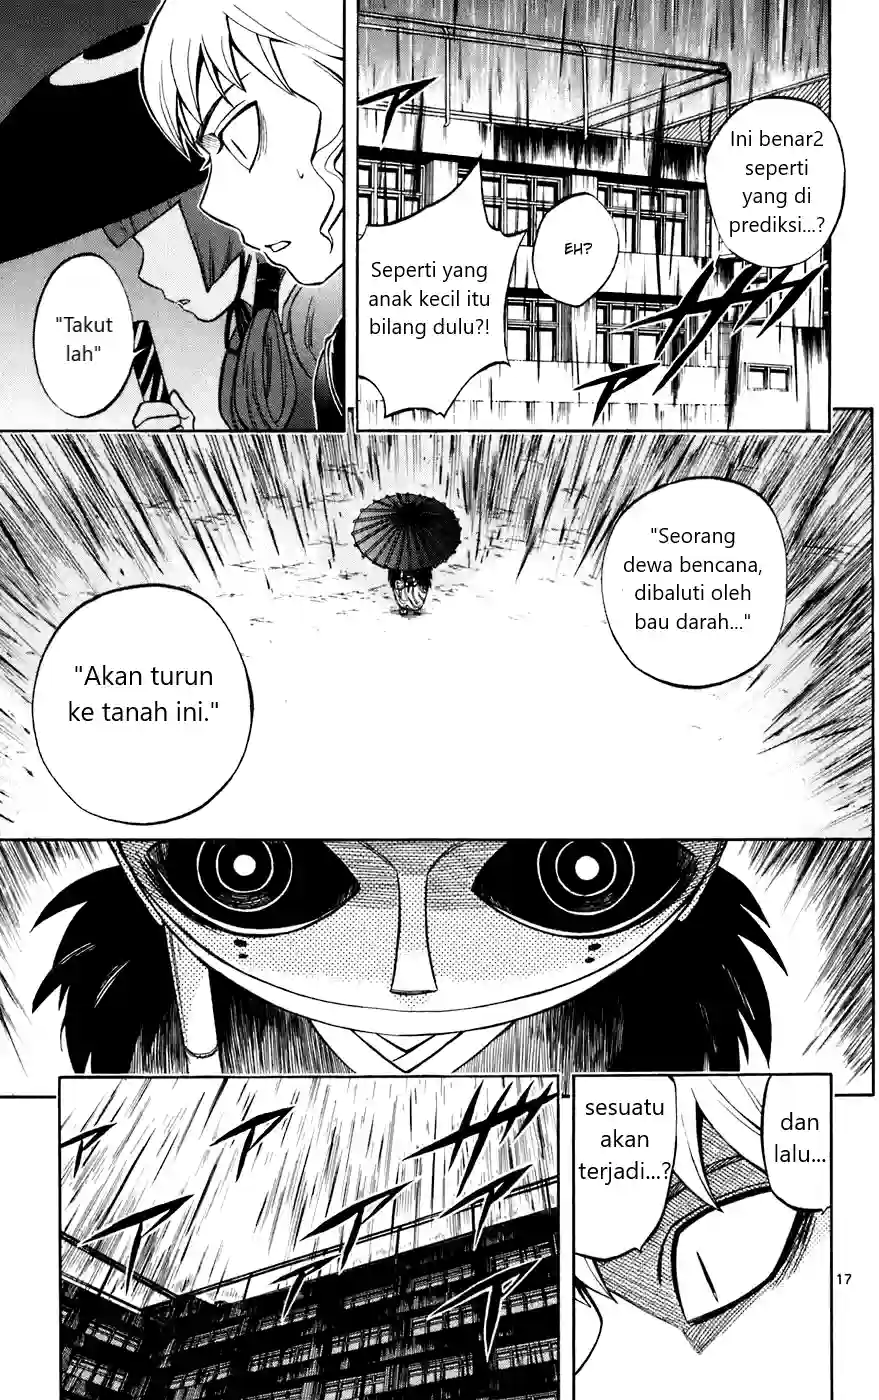 Ini benar2
seperti
yang di
prediksi...?
EH?
Seperti yang
anak kecil itu
bilang dulu?!
"Takut
lah"
"Seorang
dewa bencana,
dibaluti oleh
bau darah..."
"Akan turun
ke tanah ini."
dan
lalu...
sesuatu
akan
terjadi...?
17